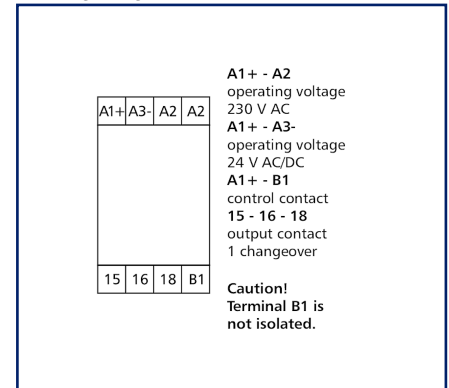 A1+ A3- A2 A2
A1+ - A2
operating voltage
230 V AC
A1+ - A3-
operating voltage
24 V AC/DC
A1+ - B1
control contact
15 - 16 - 18
output contact
1 changeover
15 16 18 B1
Caution!
Terminal B1 is
not isolated.